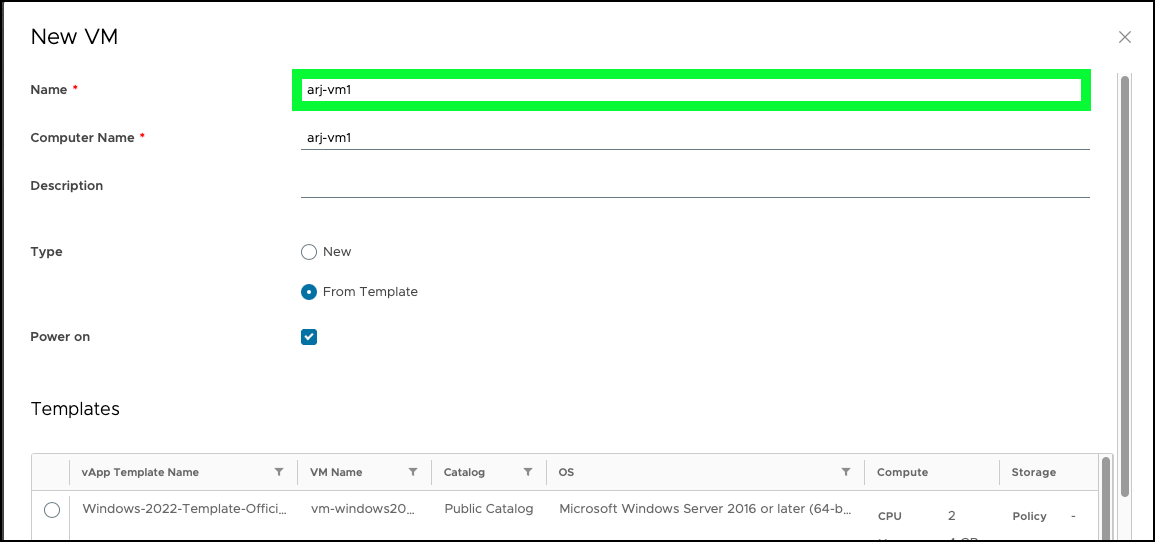 New VM
Name *
arj-vm1
Computer Name *
arj-vm1
Description
Type
New
From Template
Power on
Templates
vApp Template Name VM Name Catalog OS Compute Storage
Windows-2022-Template-Offici... vm-windows20... Public Catalog Microsoft Windows Server 2016 or later (64-b... CPU 2 Policy -